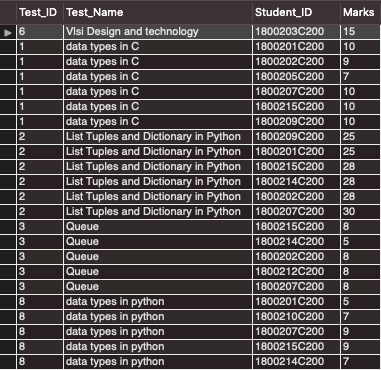 Test_ID Test_Name Student_ID Marks
6 Vlsi Design and technology 1800203C200 15
1 data types in C 1800201C200 10
1 data types in C 1800202C200 9
1 data types in C 1800205C200 7
1 data types in C 1800207C200 10
1 data types in C 1800215C200 10
1 data types in C 1800209C200 10
2 List Tuples and Dictionary in Python 1800209C200 25
2 List Tuples and Dictionary in Python 1800201C200 25
2 List Tuples and Dictionary in Python 1800215C200 28
2 List Tuples and Dictionary in Python 1800214C200 28
2 List Tuples and Dictionary in Python 1800202C200 28
2 List Tuples and Dictionary in Python 1800207C200 30
3 Queue 1800215C200 8
3 Queue 1800214C200 5
3 Queue 1800202C200 8
3 Queue 1800212C200 8
3 Queue 1800207C200 8
8 data types in python 1800201C200 5
8 data types in python 1800210C200 7
8 data types in python 1800207C200 9
8 data types in python 1800215C200 9
8 data types in python 1800214C200 7